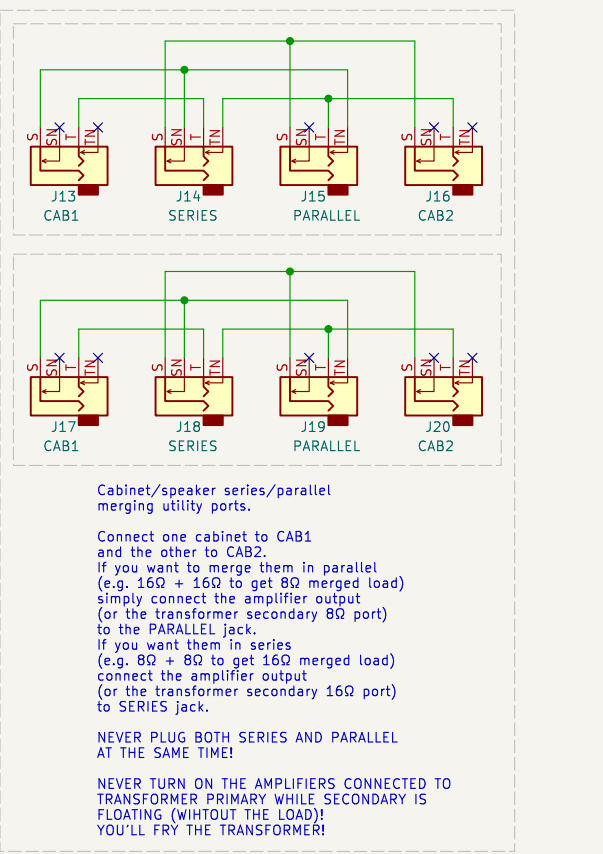 S SN T TN S SN T TN S SN T TN S SN T TN
J13 J14 J15 J16
CAB1 SERIES PARALLEL CAB2
S SN T TN S SN T TN S SN T TN S SN T TN
J17 J18 J19 J20
CAB1 SERIES PARALLEL CAB2
Cabinet/speaker series/parallel
merging utility ports.
Connect one cabinet to CAB1
and the other to CAB2.
If you want to merge them in parallel
(e.g. 16Ω + 16Ω to get 8Ω merged load)
simply connect the amplifier output
(or the transformer secondary 8Ω port)
to the PARALLEL jack.
If you want them in series
(e.g. 8Ω + 8Ω to get 16Ω merged load)
connect the amplifier output
(or the transformer secondary 16Ω port)
to SERIES jack.
NEVER PLUG BOTH SERIES AND PARALLEL
AT THE SAME TIME!
NEVER TURN ON THE AMPLIFIERS CONNECTED TO
TRANSFORMER PRIMARY WHILE SECONDARY IS
FLOATING (WIHTOUT THE LOAD)!
YOU'LL FRY THE TRANSFORMER!